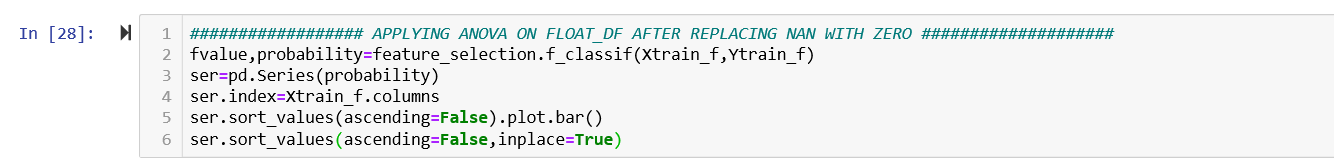 In [28]:
1 ################## APPLYING ANOVA ON FLOAT_DF AFTER REPLACING NAN WITH ZERO ####################
2 fvalue,probability=feature_selection.f_classif(Xtrain_f,Ytrain_f)
3 ser=pd.Series(probability)
4 ser.index=Xtrain_f.columns
5 ser.sort_values(ascending=False).plot.bar()
6 ser.sort_values(ascending=False,inplace=True)